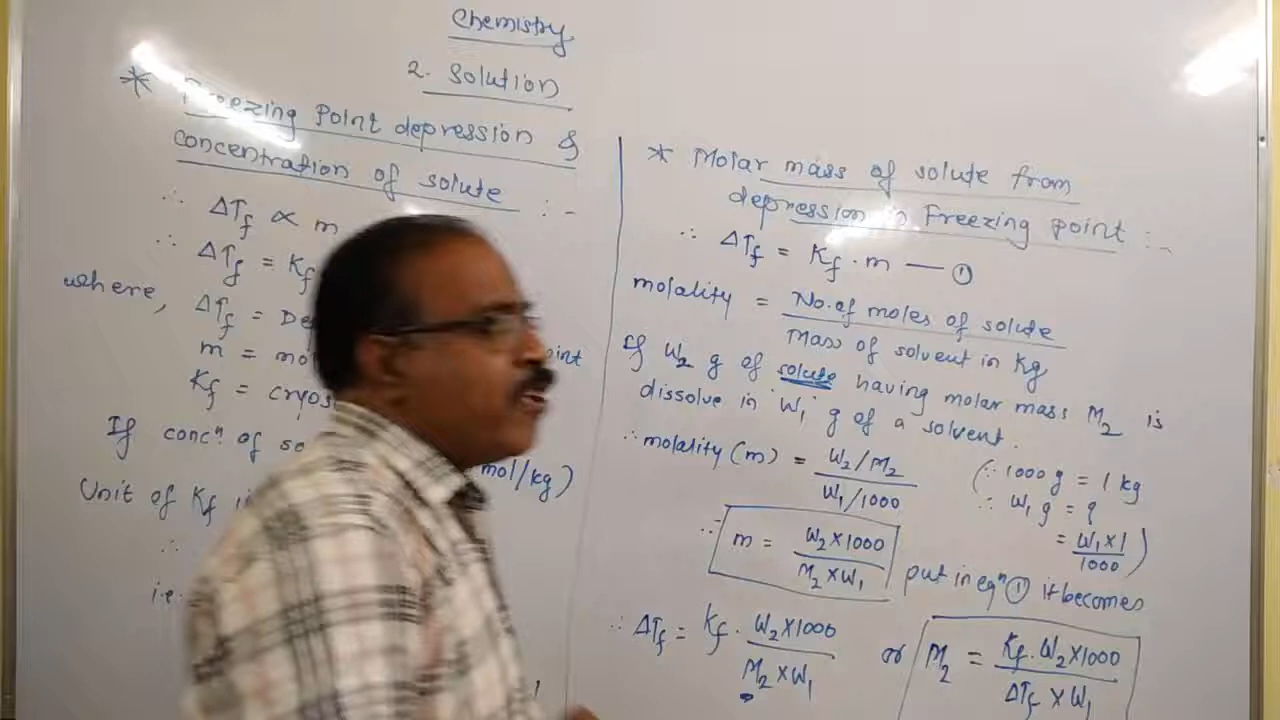 Chemistry
2. Solution
* Freezing Point depression &
concentration of solute :-
∴ ΔTf ∝ m
∴ ΔTf = Kf
where, ΔTf =
m =
Kf =
If concⁿ of
mol/kg)
Unit of Kf
∴
i.e.
* Molar mass of solute from
depression in Freezing point :-
∴ ΔTf = Kf . m — ①
molality = No. of moles of solute
Mass of solvent in Kg
If W2 g of solute having molar mass M2 is
dissolve in 'W1' g of a solvent.
∴ molality (m) = W2/M2
W1/1000
(∵ 1000 g = 1 kg
∴ W1 g = ?
= W1 x 1
1000 )
∴ m = W2 x 1000
M2 x W1
put in eqⁿ ① it becomes
∴ ΔTf = Kf . W2 x 1000
M2 x W1
or M2 = Kf . W2 x 1000
ΔTf x W1